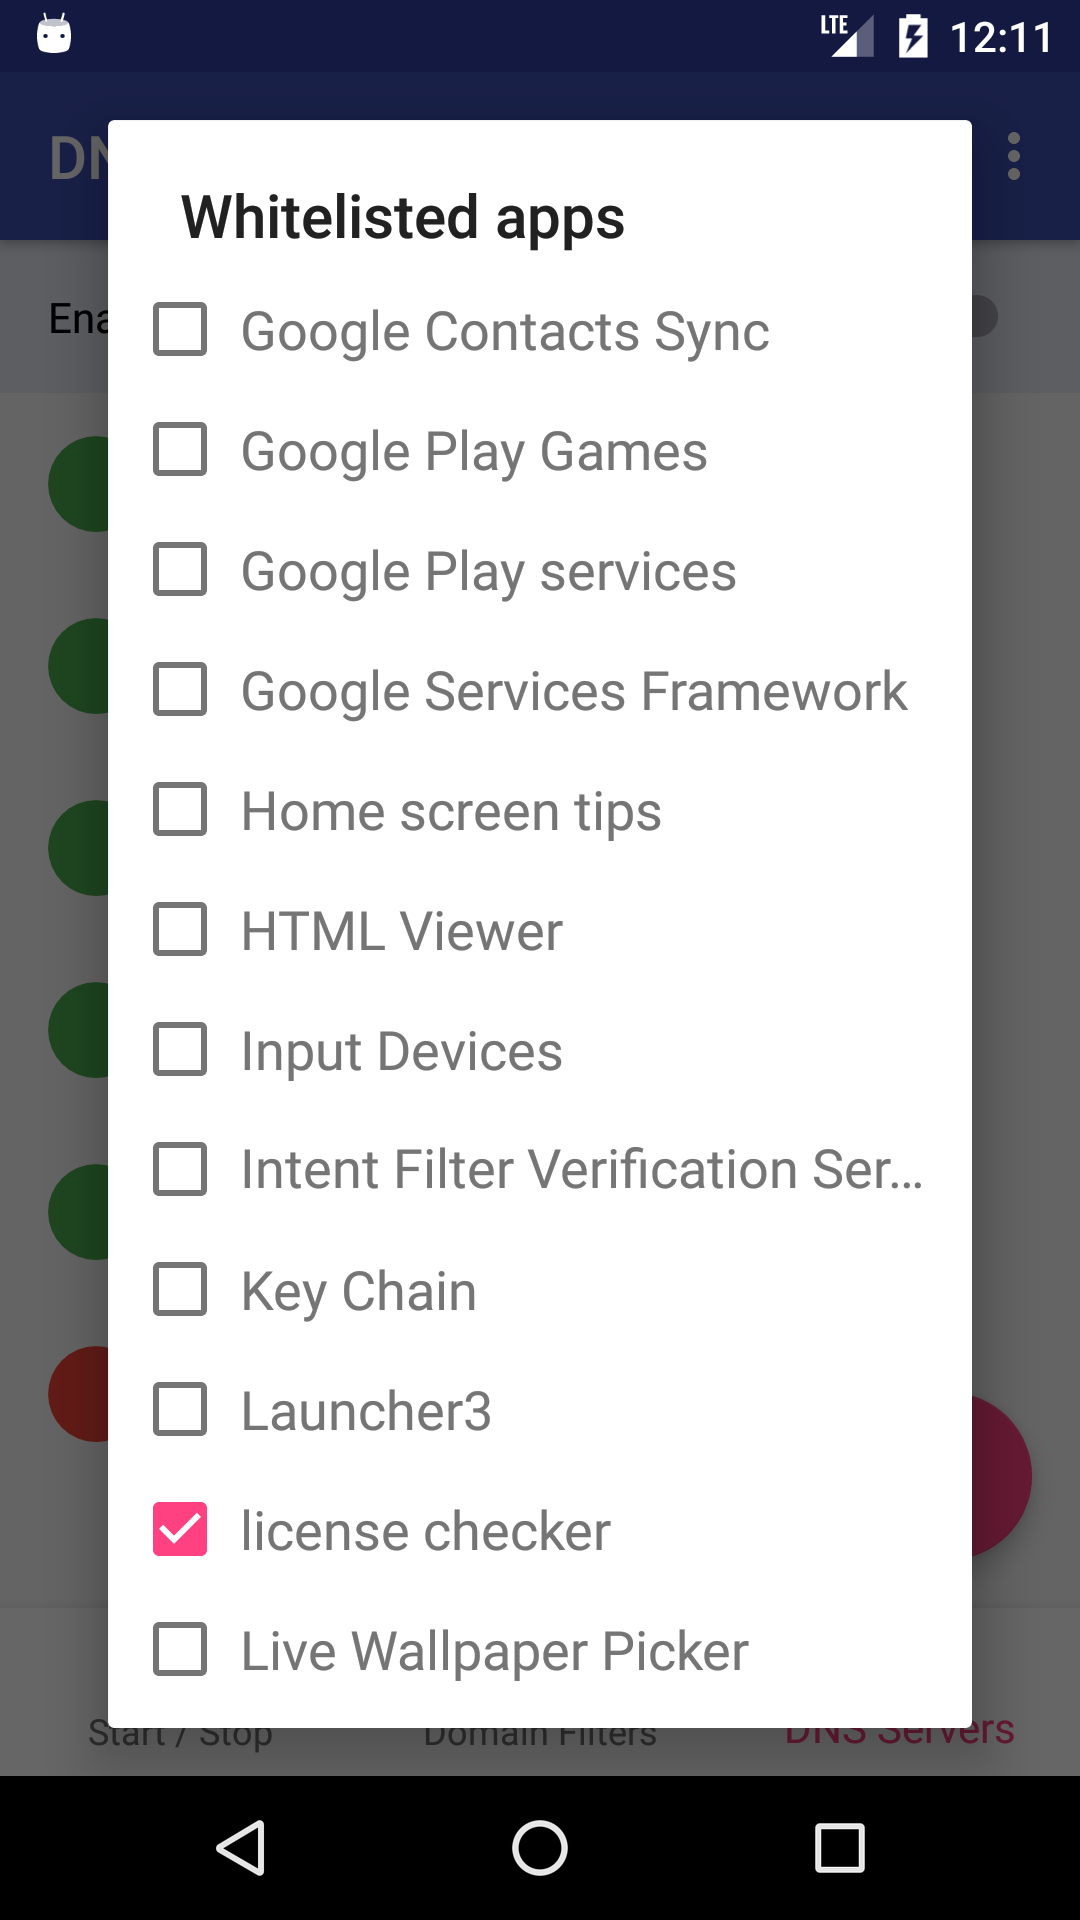 LTE 12:11
DN
Whitelisted apps
Ena
Google Contacts Sync
Google Play Games
Google Play services
Google Services Framework
Home screen tips
HTML Viewer
Input Devices
Intent Filter Verification Ser...
Key Chain
Launcher3
license checker
Live Wallpaper Picker
Start / Stop Domain Filters DNS Servers